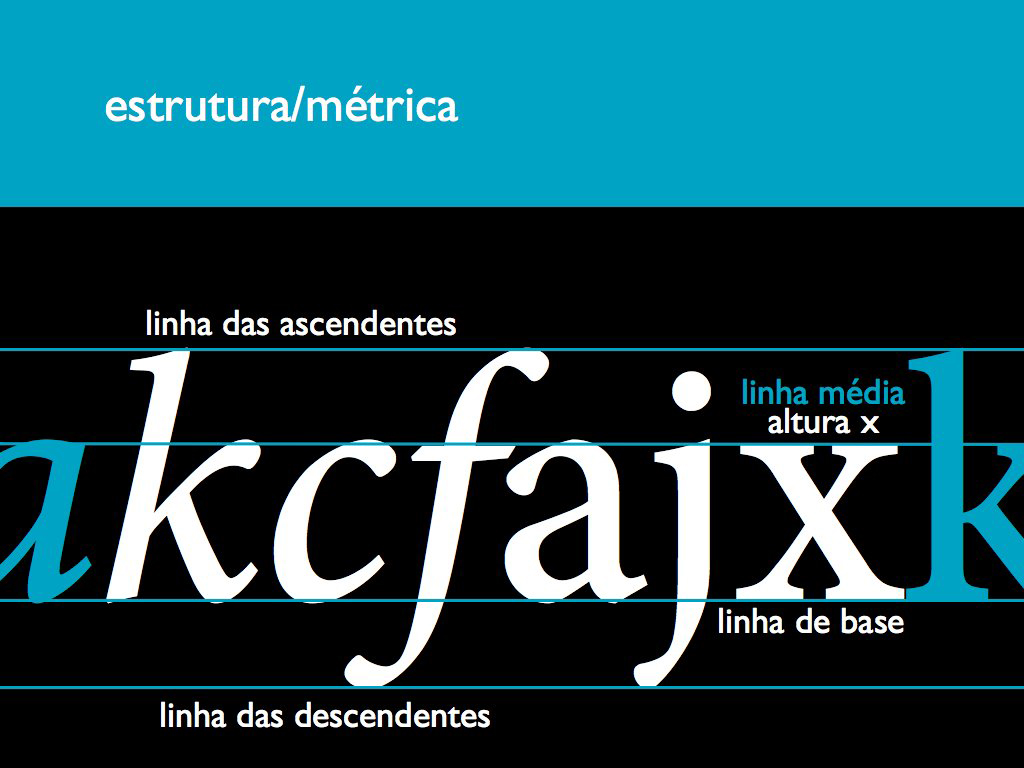 estrutura/métrica
linha das ascendentes
linha média
altura x
akcfajxk
linha de base
linha das descendentes